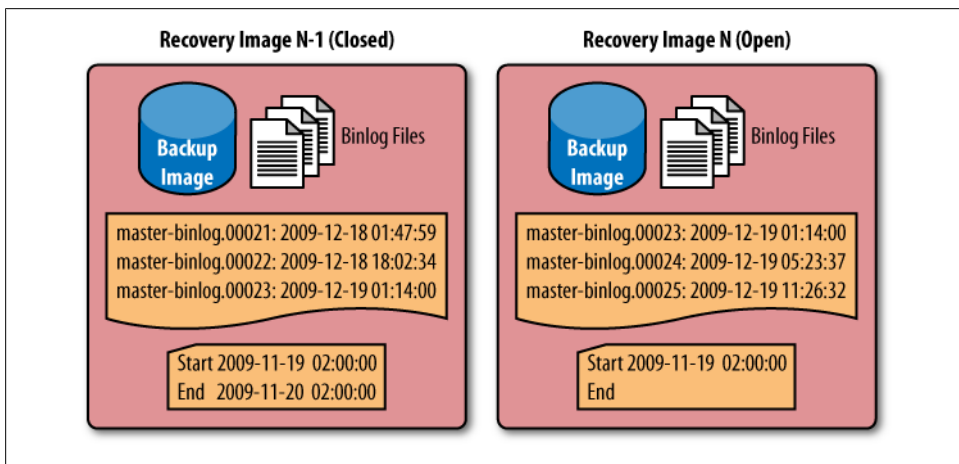 Recovery Image N-1 (Closed)
Backup
Image
Binlog Files
master-binlog.00021: 2009-12-18 01:47:59
master-binlog.00022: 2009-12-18 18:02:34
master-binlog.00023: 2009-12-19 01:14:00
Start 2009-11-19 02:00:00
End 2009-11-20 02:00:00
Recovery Image N (Open)
Backup
Image
Binlog Files
master-binlog.00023: 2009-12-19 01:14:00
master-binlog.00024: 2009-12-19 05:23:37
master-binlog.00025: 2009-12-19 11:26:32
Start 2009-11-19 02:00:00
End